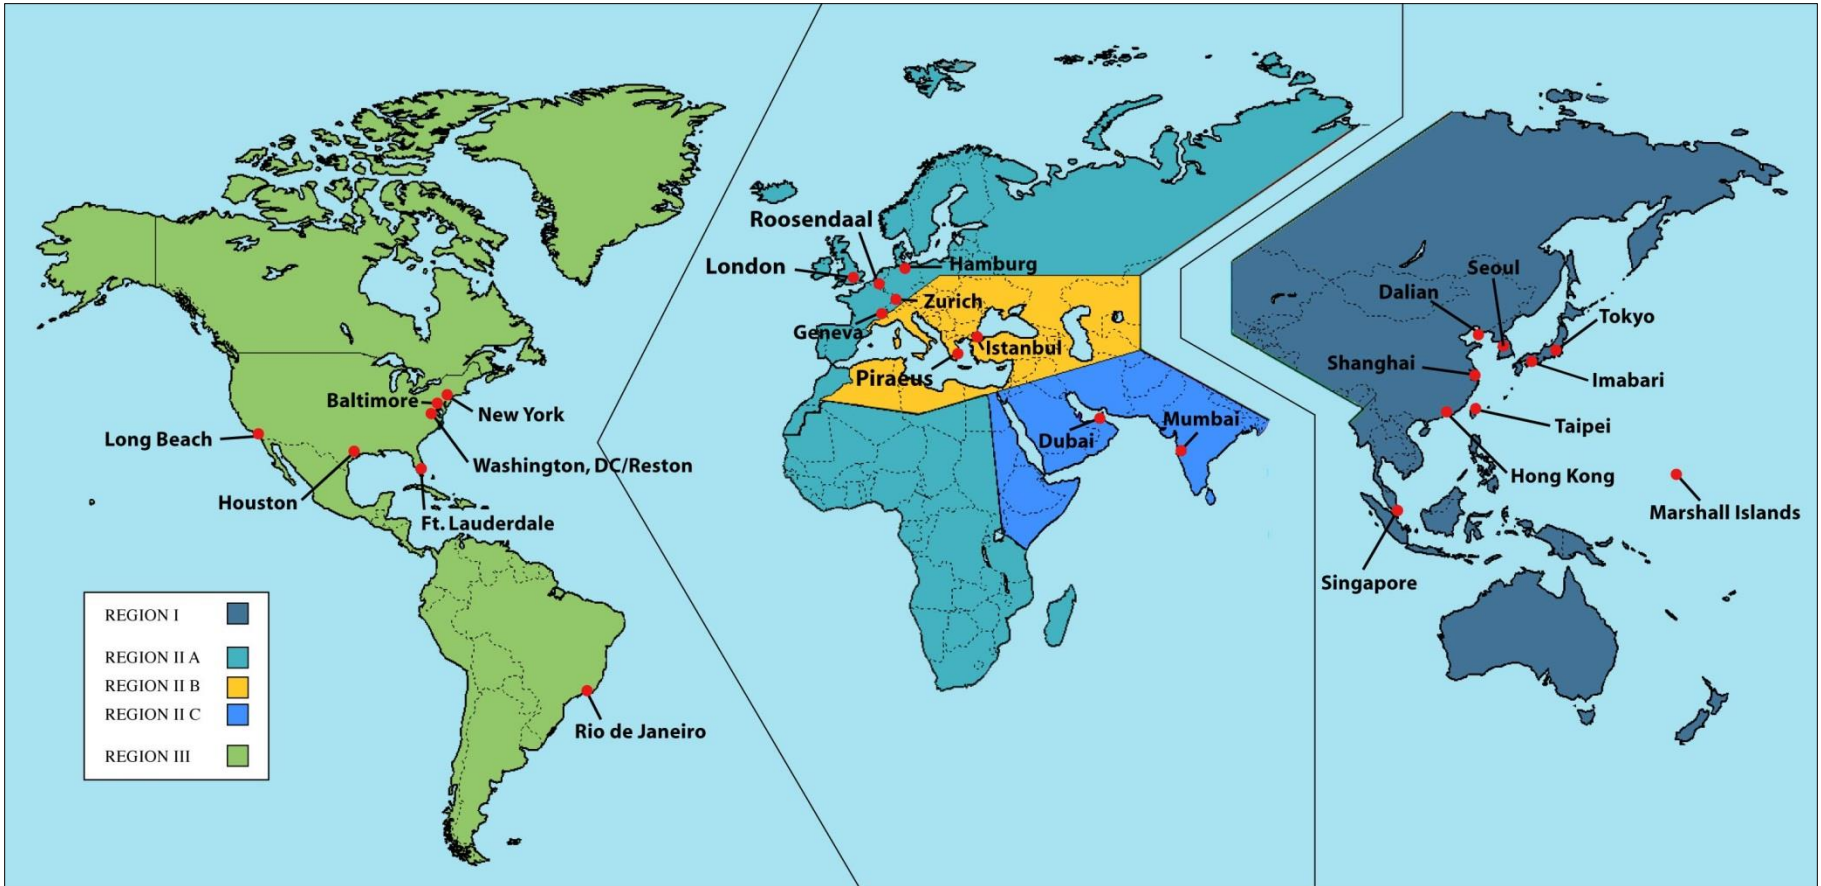 Roosendaal
London
Hamburg
Zurich
Geneva
Istanbul
Piraeus
Seoul
Dalian
Tokyo
Shanghai
Imabari
Baltimore
New York
Long Beach
Washington, DC/Reston
Houston
Ft. Lauderdale
Dubai
Mumbai
Taipei
Hong Kong
Marshall Islands
Singapore
Rio de Janeiro
REGION I
REGION II A
REGION II B
REGION II C
REGION III